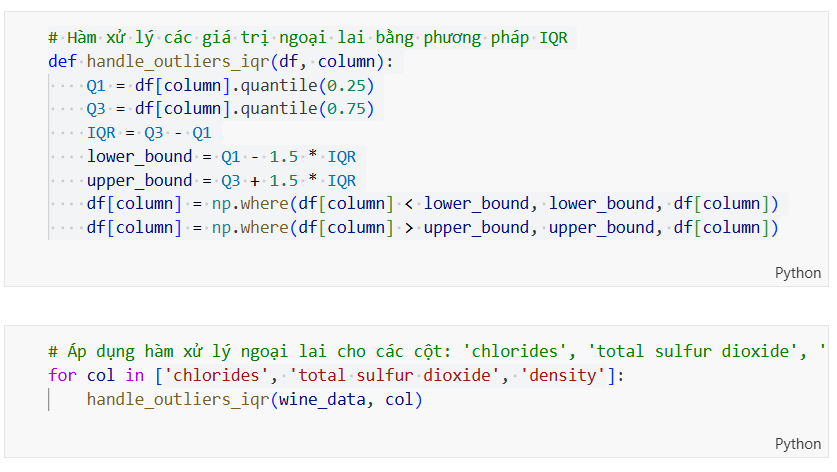 # Hàm xử lý các giá trị ngoại lai bằng phương pháp IQR
def handle_outliers_iqr(df, column):
    Q1 = df[column].quantile(0.25)
    Q3 = df[column].quantile(0.75)
    IQR = Q3 - Q1
    lower_bound = Q1 - 1.5 * IQR
    upper_bound = Q3 + 1.5 * IQR
    df[column] = np.where(df[column] < lower_bound, lower_bound, df[column])
    df[column] = np.where(df[column] > upper_bound, upper_bound, df[column])
Python
# Áp dụng hàm xử lý ngoại lai cho các cột: 'chlorides', 'total sulfur dioxide', '
for col in ['chlorides', 'total sulfur dioxide', 'density']:
    handle_outliers_iqr(wine_data, col)
Python